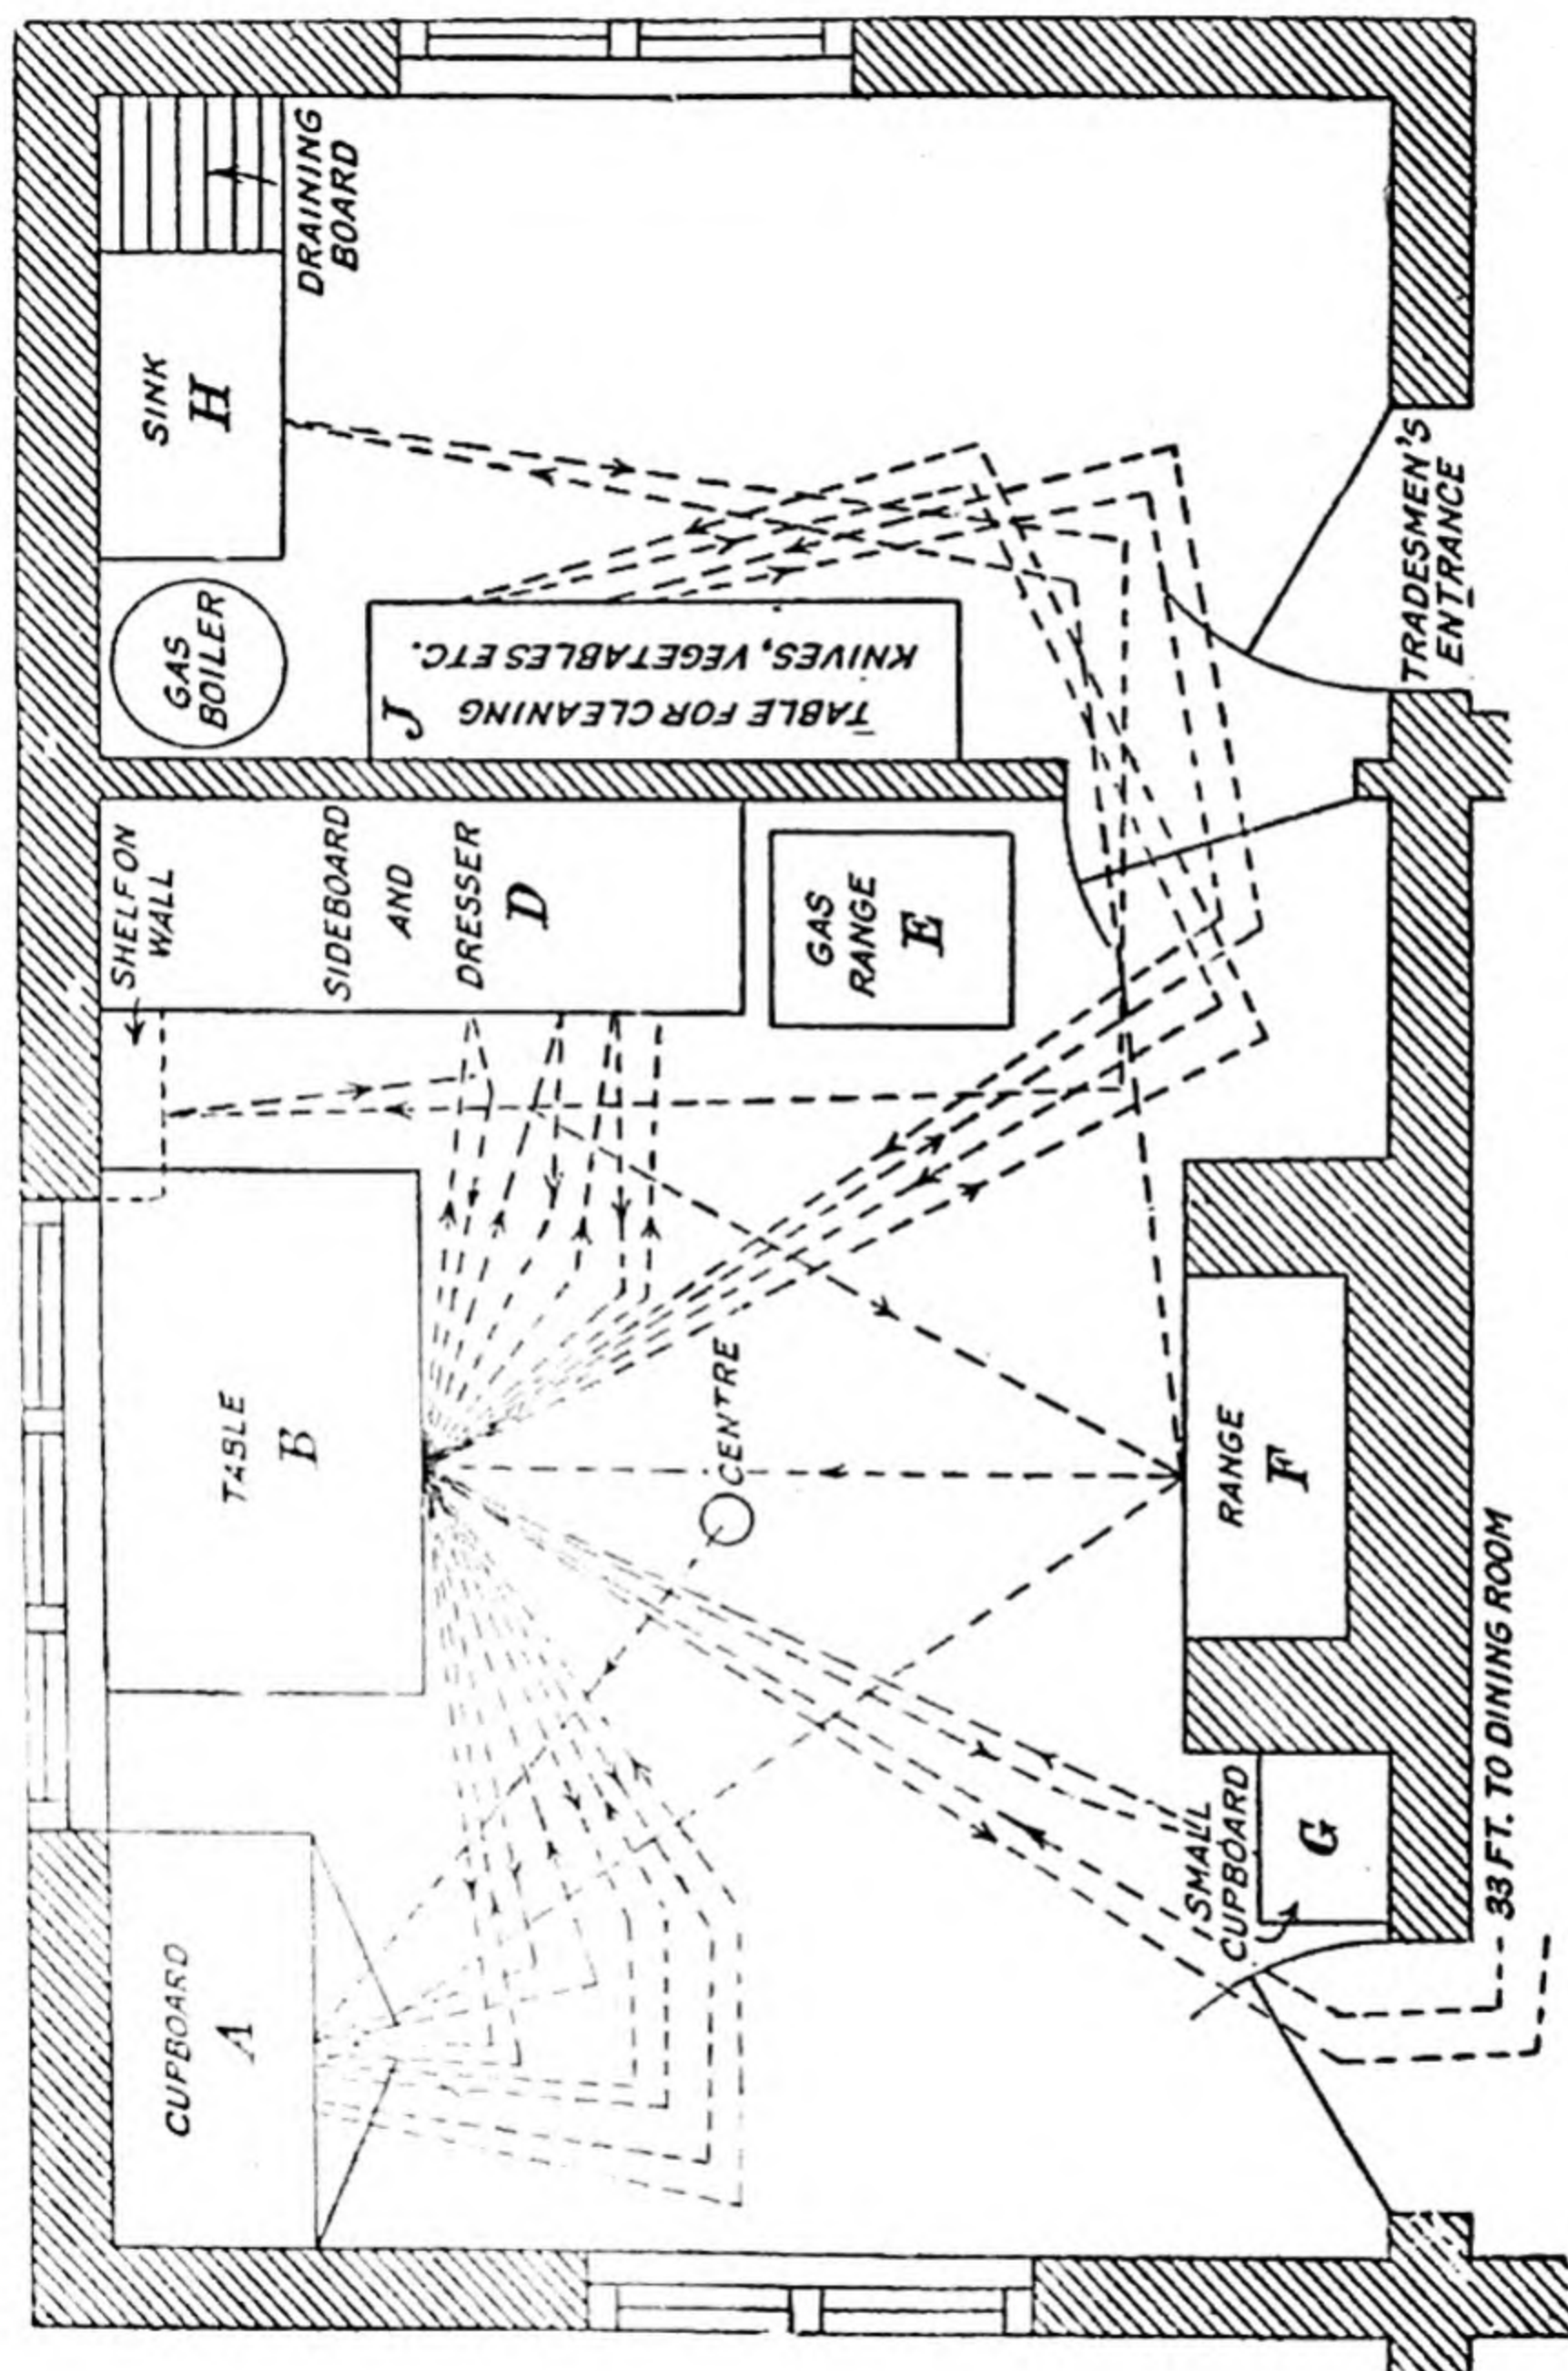 CUPBOARD
A
TABLE
B
SHELF ON
WALL
SIDEBOARD
AND
DRESSER
D
GAS
BOILER
SINK
H
DRAINING
BOARD
J
TABLE FOR CLEANING
KNIVES, VEGETABLES ETC.
GAS
RANGE
E
CENTRE
RANGE
F
SMALL
CUPBOARD
G
TRADESMEN'S
ENTRANCE
33 FT. TO DINING ROOM